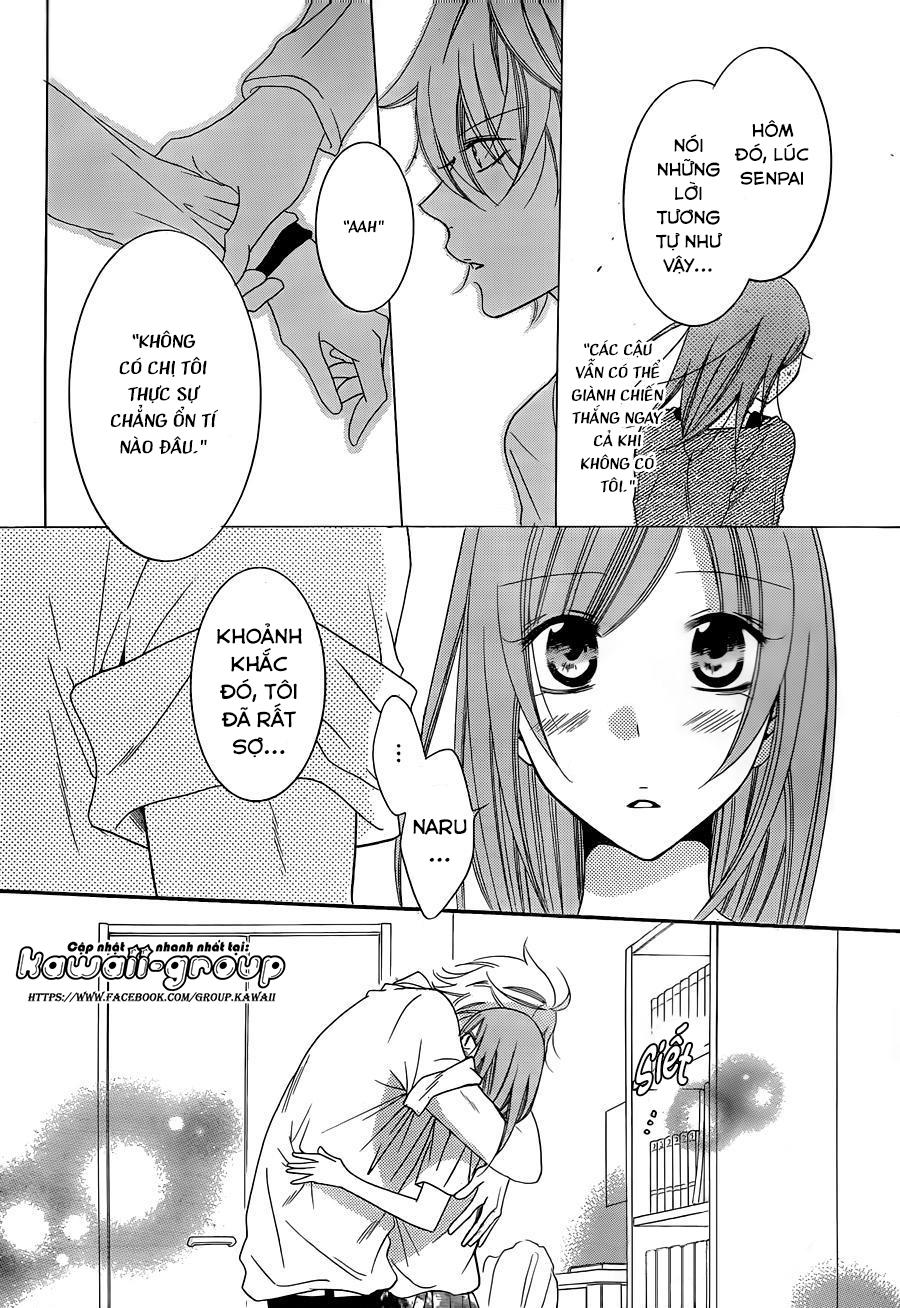 HÔM
ĐÓ, LÚC
SENPAI
NÓI
NHỮNG
LỜI
TƯƠNG
TỰ NHƯ
VẬY...
"CÁC CẬU
VẪN CÓ THỂ
GIÀNH CHIẾN
THẮNG NGAY
CẢ KHI
KHÔNG CÓ
TÔI."
"AAH"
"KHÔNG
CÓ CHỊ TÔI
THỰC SỰ
CHẲNG ỔN TÍ
NÀO ĐÂU."
...
NARU
...
KHOẢNH
KHẮC
ĐÓ, TÔI
ĐÃ RẤT
SỢ...
Cập nhật nhanh nhất tại:
kawaii-group
HTTPS://WWW.FACEBOOK.COM/GROUP.KAWAII
Siết
...